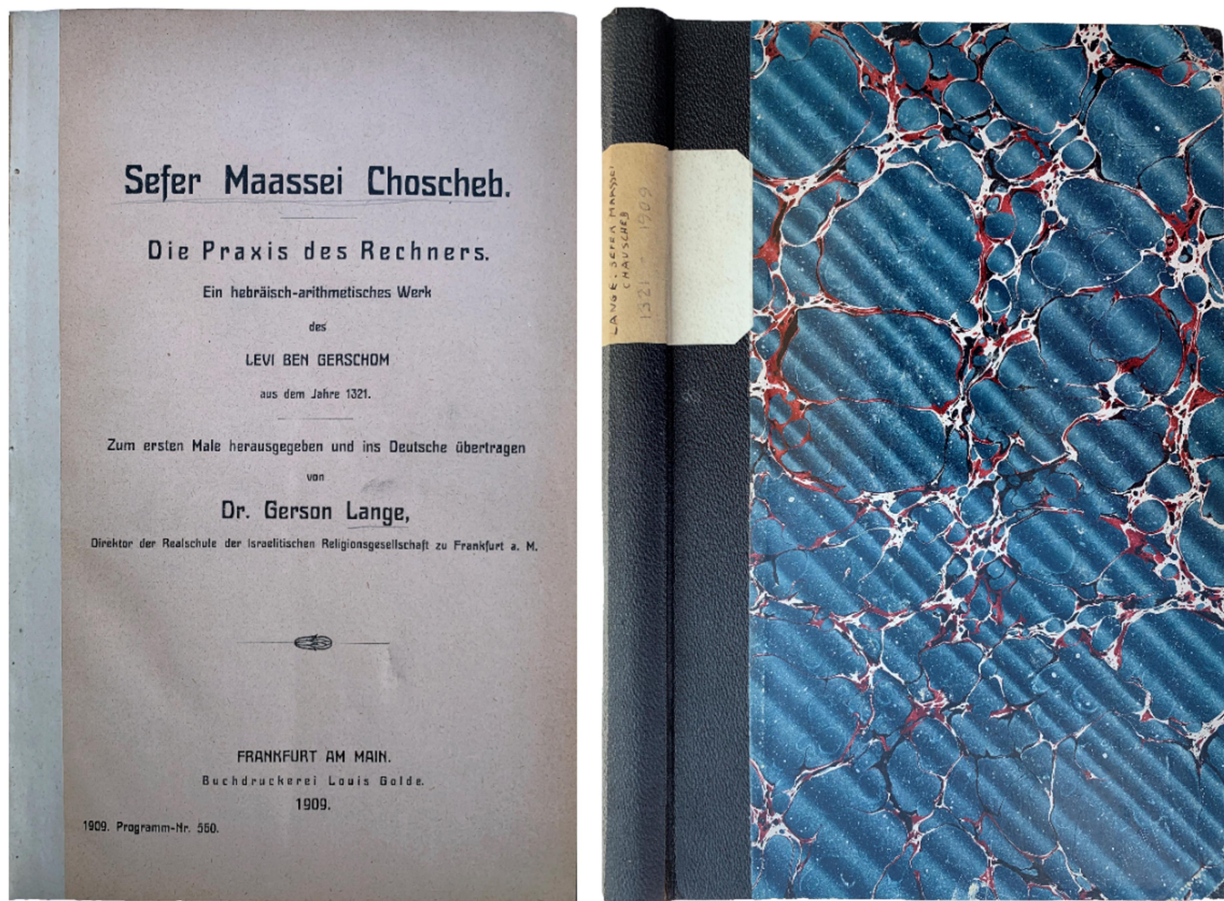 Sefer Maassei Choscheb.
Die Praxis des Rechners.
Ein hebräisch-arithmetisches Werk
des
LEVI BEN GERSCHOM
aus dem Jahre 1321.
Zum ersten Male herausgegeben und ins Deutsche übertragen
von
Dr. Gerson Lange,
Direktor der Realschule der Israelitischen Religionsgesellschaft zu Frankfurt a. M.
FRANKFURT AM MAIN.
Buchdruckerei Louis Golde.
1909.
1909. Programm-Nr. 560.
LANGE: SEFER MAASSEI
CHAUSCHEB
1321 - 1909